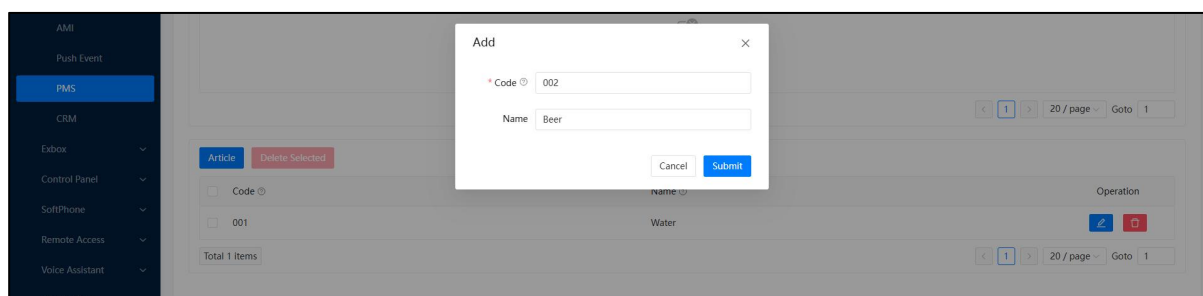 AMI
Push Event
PMS
CRM
Exbox
Control Panel
SoftPhone
Remote Access
Voice Assistant
Add
* Code 002
Name Beer
Cancel Submit
1 20 / page Goto 1
Article Delete Selected
Code Name Operation
001 Water
Total 1 items 1 20 / page Goto 1